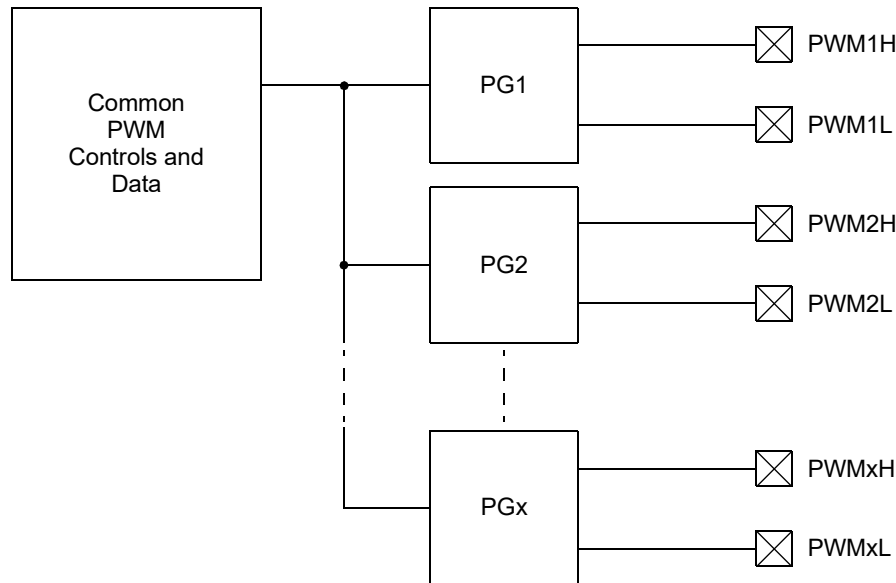 Common
PWM
Controls and
Data
PG1
PWM1H
PWM1L
PG2
PWM2H
PWM2L
PGx
PWMxH
PWMxL